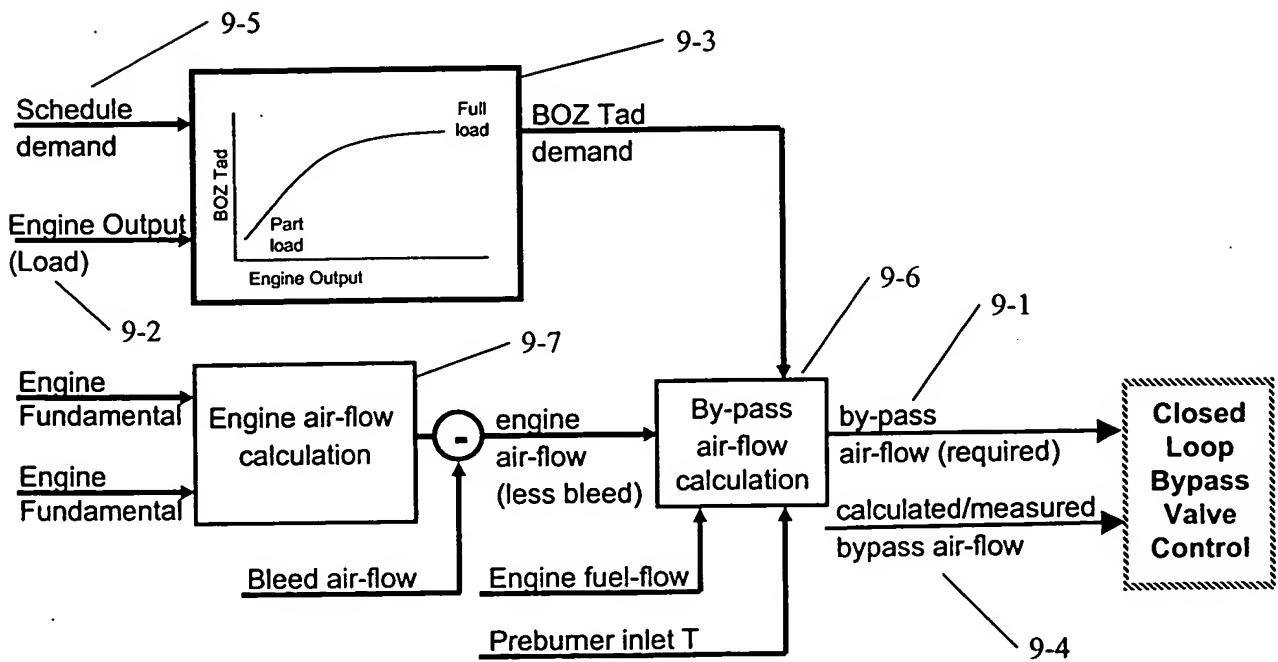 9-5
9-3
Schedule
demand
Full
load
BOZ Tad
demand
BOZ Tad
Engine Output
(Load)
Part
load
Engine Output
9-2
9-6
9-1
9-7
Engine
Fundamental
Engine
Fundamental
Engine air-flow
calculation
-
engine
air-flow
(less bleed)
By-pass
air-flow
calculation
by-pass
air-flow (required)
calculated/measured
bypass air-flow
Closed
Loop
Bypass
Valve
Control
Bleed air-flow
Engine fuel-flow
Preburner inlet T
9-4